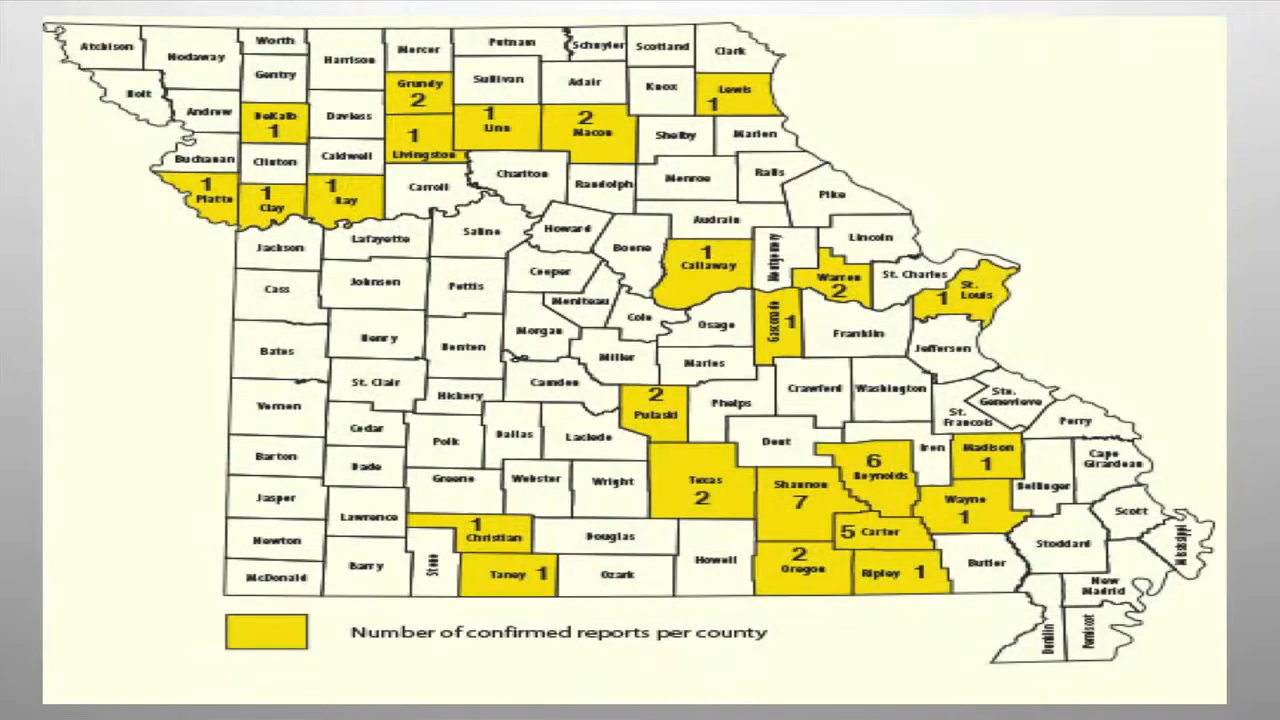 Atchison
Nodaway
Worth
Harrison
Mercer
Putnam
Schuyler
Scotland
Clark
Gentry
Grundy
2
Sullivan
Adair
Knox
Lewis
1
Holt
Andrew
DeKalb
1
Daviess
1
Livingston
1
Linn
2
Macon
Shelby
Marion
Buchanan
Clinton
Caldwell
1
Platte
1
Clay
1
Ray
Carroll
Chariton
Randolph
Monroe
Ralls
Pike
Jackson
Lafayette
Saline
Howard
Boone
Audrain
1
Callaway
Montgomery
Lincoln
Warren
2
St. Charles
1
St.
Louis
Cass
Johnson
Pettis
Cooper
Moniteau
Cole
Osage
Gasconade
1
Franklin
Jefferson
Bates
Henry
Benton
Morgan
Miller
Maries
Vernon
St. Clair
Hickory
Camden
2
Pulaski
Phelps
Crawford
Washington
St.
Francois
Ste.
Genevieve
Perry
Cedar
Polk
Dallas
Laclede
Dent
6
Reynolds
Iron
Madison
1
Cape
Girardeau
Barton
Dade
Greene
Webster
Wright
Texas
2
Shannon
7
Wayne
1
Bollinger
Jasper
Lawrence
1
Christian
Douglas
5 Carter
Scott
Mississippi
Newton
Stone
Howell
2
Oregon
Ripley 1
Butler
Stoddard
McDonald
Barry
Taney 1
Ozark
New
Madrid
Dunklin
Pemiscot
Number of confirmed reports per county